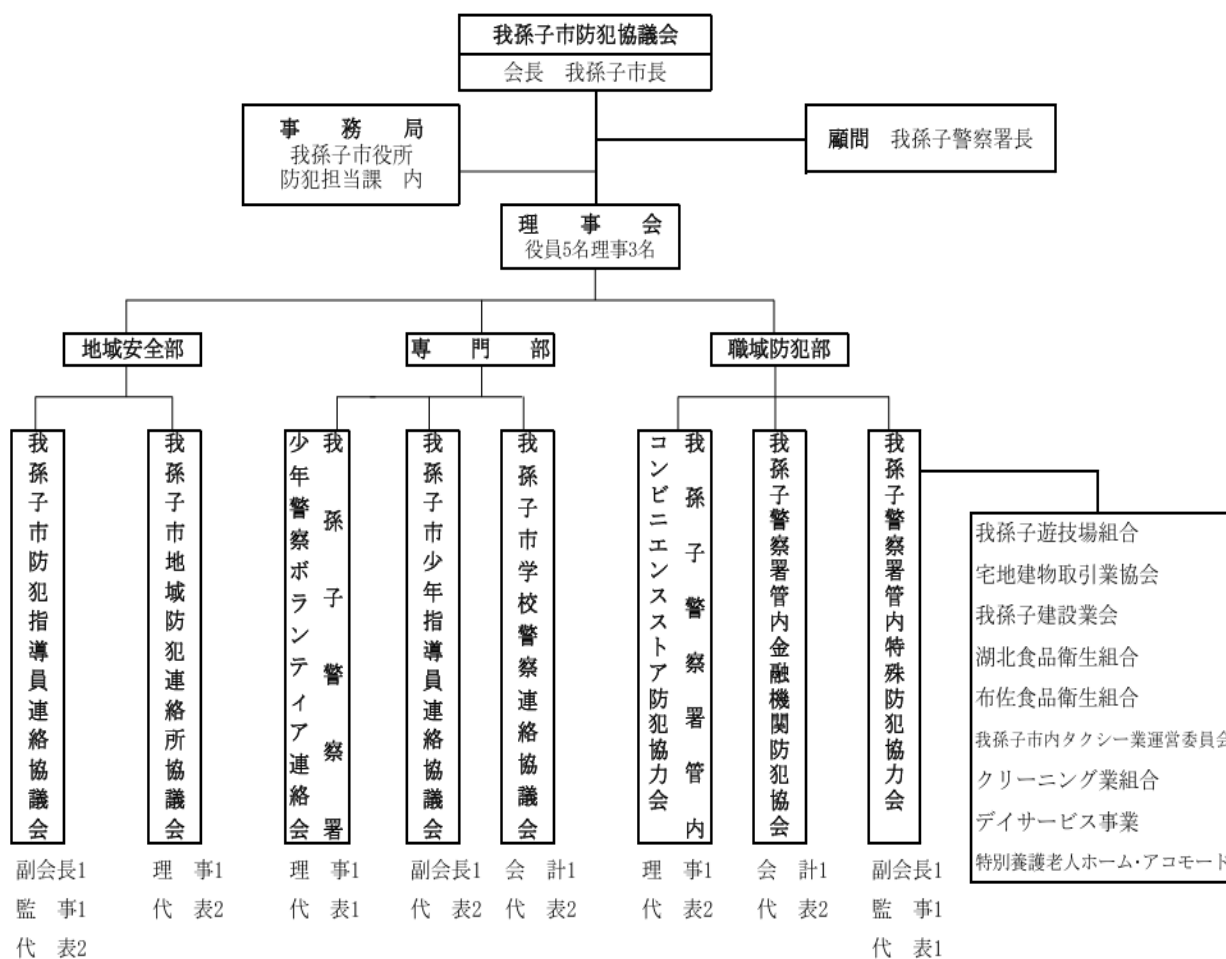 我孫子市防犯協議会
会長　我孫子市長
事　務　局
我孫子市役所
防犯担当課　内
顧問　我孫子警察署長
理　事　会
役員5名理事3名
地域安全部
専　門　部
職域防犯部
我孫子市防犯指導員連絡協議会
我孫子市地域防犯連絡所協議会
我孫子警察署
少年警察ボランティア連絡会
我孫子市少年指導員連絡協議会
我孫子市学校警察連絡協議会
我孫子警察署管内
コンビニエンスストア防犯協力会
我孫子警察署管内金融機関防犯協会
我孫子警察署管内特殊防犯協力会
我孫子遊技場組合
宅地建物取引業協会
我孫子建設業会
湖北食品衛生組合
布佐食品衛生組合
我孫子市内タクシー業運営委員会
クリーニング業組合
デイサービス事業
特別養護老人ホーム・アコモード
副会長1
監　事1
代　表2
理　事1
代　表2
理　事1
代　表1
副会長1
代　表2
会　計1
代　表2
理　事1
代　表2
会　計1
代　表2
副会長1
監　事1
代　表1